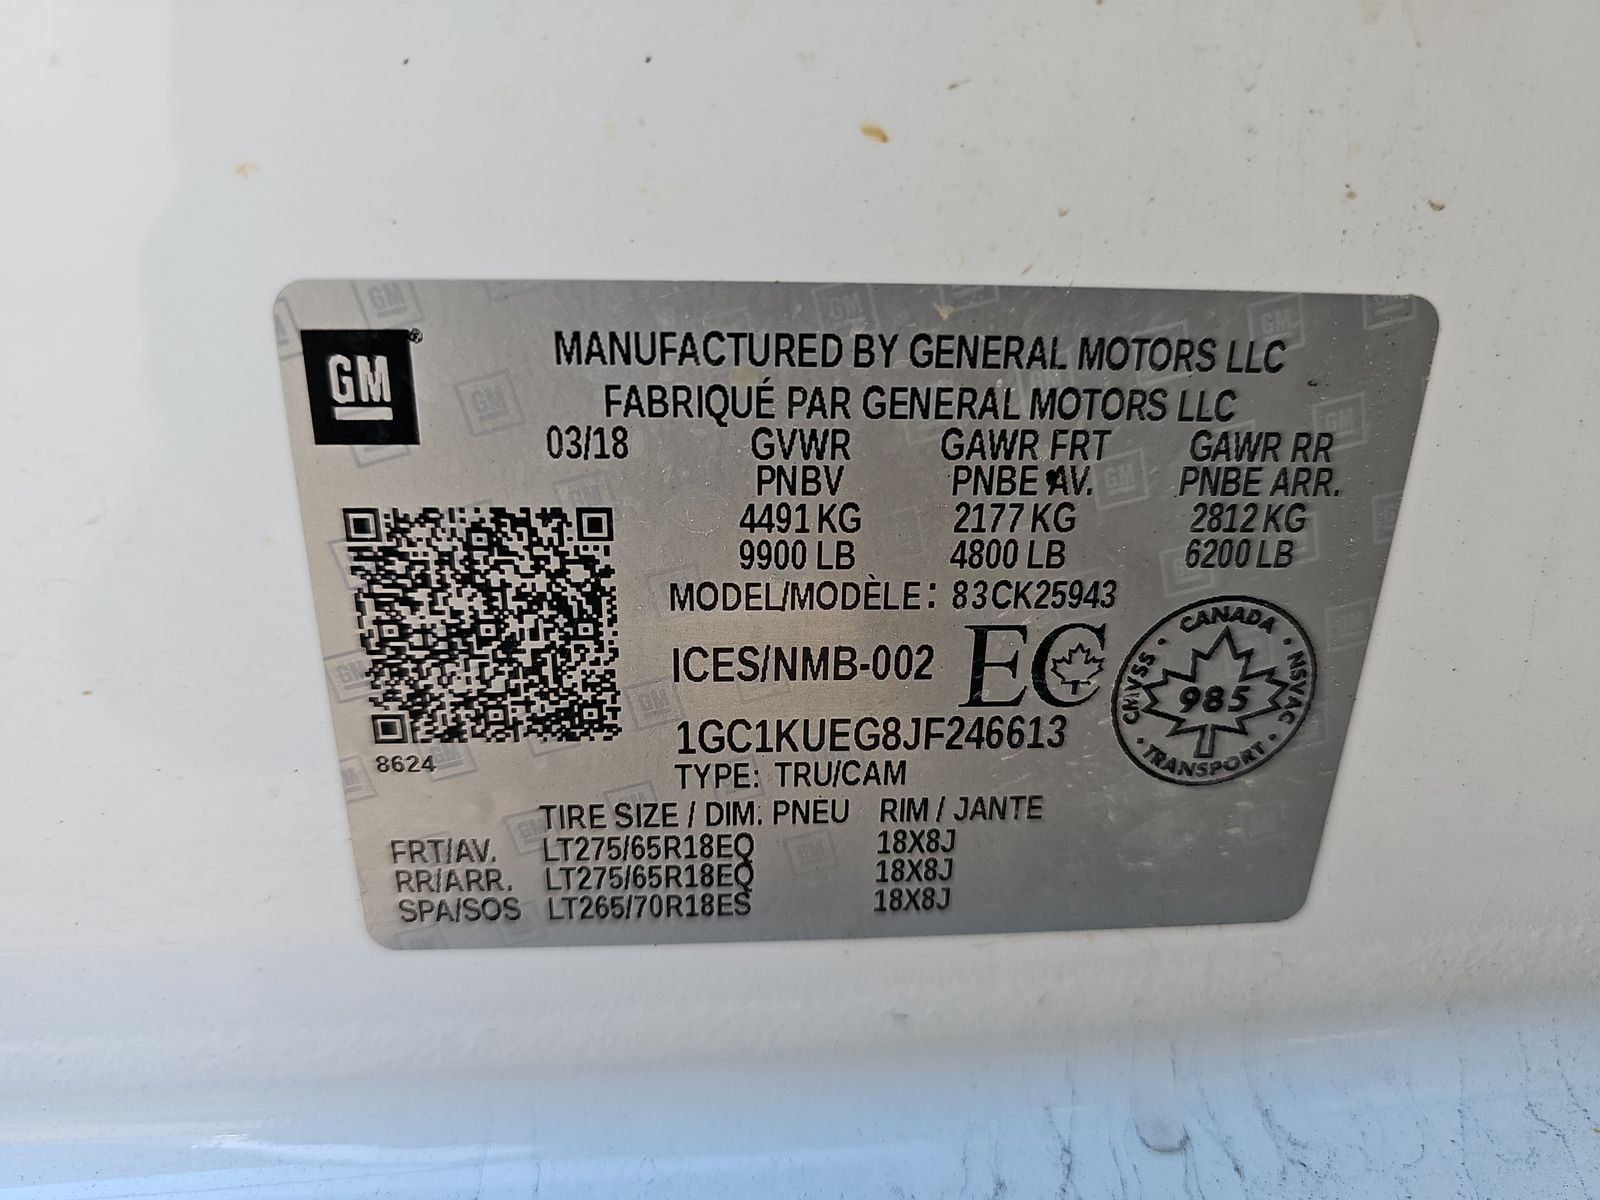 GM
MANUFACTURED BY GENERAL MOTORS LLC
FABRIQUÉ PAR GENERAL MOTORS LLC
03/18 GVWR GAWR FRT GAWR RR
PNBV PNBE AV. PNBE ARR.
4491 KG 2177 KG 2812 KG
9900 LB 4800 LB 6200 LB
MODEL/MODÈLE: 83CK25943
ICES/NMB-002 EC
CANADA
CMVSS 985 NSVAC
TRANSPORT
1GC1KUEG8JF246613
8624
TYPE: TRU/CAM
TIRE SIZE / DIM. PNEU RIM / JANTE
FRT/AV. LT275/65R18EQ 18X8J
RR/ARR. LT275/65R18EQ 18X8J
SPA/SOS LT265/70R18ES 18X8J